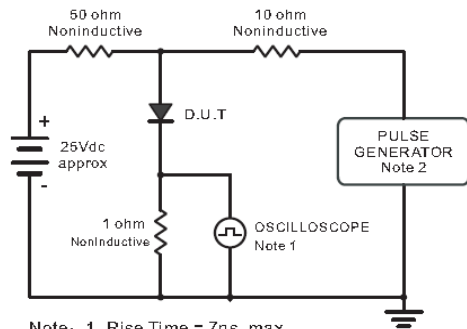 50 ohm
Noninductive
10 ohm
Noninductive
D.U.T
+
25Vdc
approx
-
PULSE
GENERATOR
Note 2
1 ohm
NonInductive
OSCILLOSCOPE
Note 1
Note: 1. Rise Time = 7ns max.